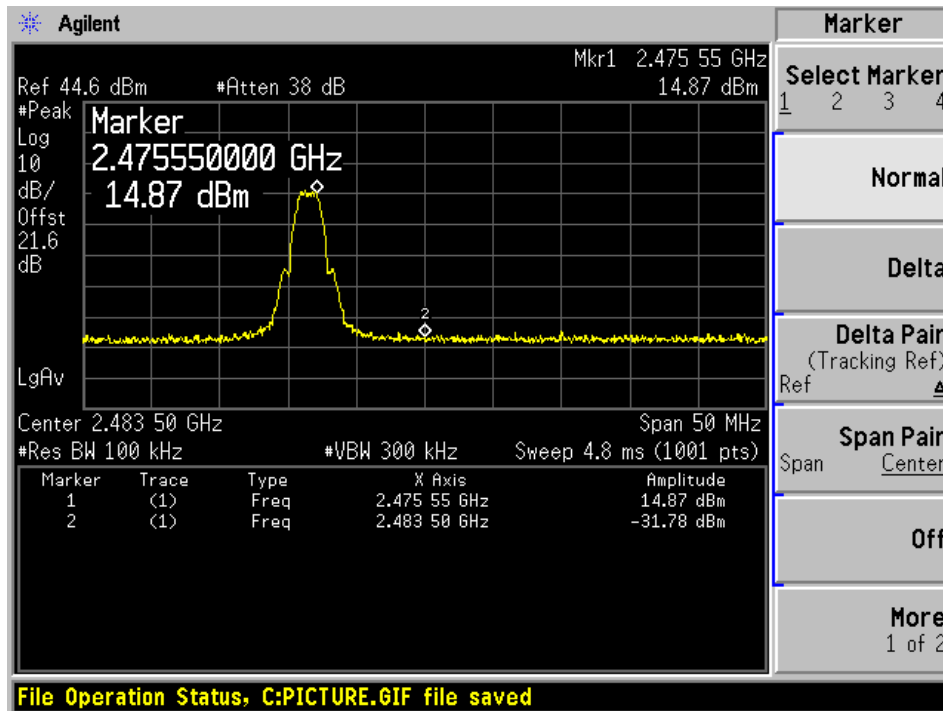 Agilent
Marker
Mkr1 2.475 55 GHz
Ref 44.6 dBm #Atten 38 dB 14.87 dBm
#Peak
Log
10
dB/
Offst
21.6
dB
LgAv
Marker
2.475550000 GHz
14.87 dBm
2
Center 2.483 50 GHz Span 50 MHz
#Res BW 100 kHz #VBW 300 kHz Sweep 4.8 ms (1001 pts)
Marker Trace Type X Axis Amplitude
1 (1) Freq 2.475 55 GHz 14.87 dBm
2 (1) Freq 2.483 50 GHz -31.78 dBm
Select Marker
1 2 3 4
Normal
Delta
Delta Pair
(Tracking Ref)
Ref Δ
Span Pair
Span Center
Off
More
1 of 2
File Operation Status, C:PICTURE.GIF file saved